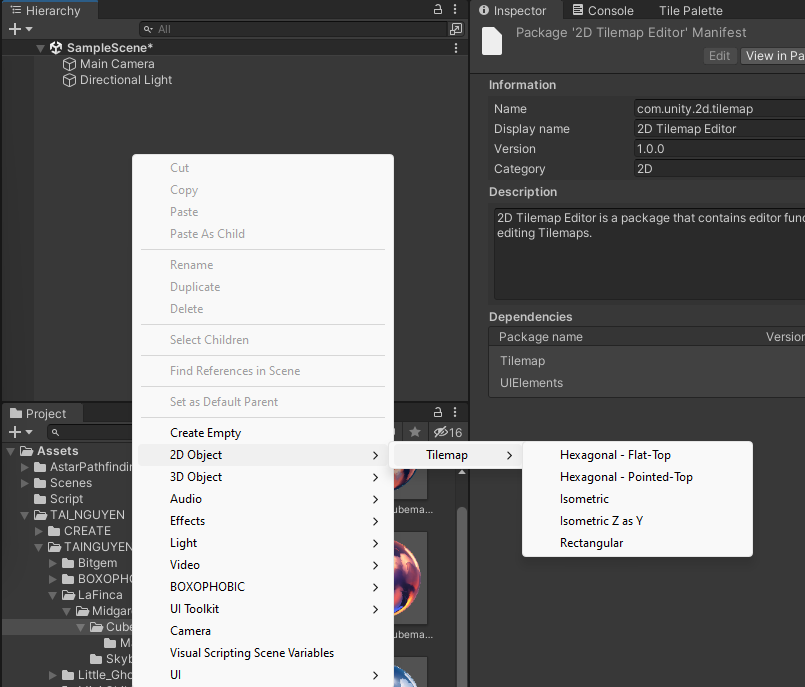 Hierarchy
All
SampleScene*
Main Camera
Directional Light
Cut
Copy
Paste
Paste As Child
Rename
Duplicate
Delete
Select Children
Find References in Scene
Set as Default Parent
Create Empty
2D Object
3D Object
Audio
Effects
Light
Video
BOXOPHOBIC
UI Toolkit
Camera
Visual Scripting Scene Variables
UI
Tilemap
Hexagonal - Flat-Top
Hexagonal - Pointed-Top
Isometric
Isometric Z as Y
Rectangular
Project
16
Assets
AstarPathfindin
Scenes
Script
TAI_NGUYEN
CREATE
TAINGUYEN
Bitgem
BOXOPHO
LaFinca
Midgar
Cube
M
Skyb
Little_Gho
ubema...
ubema...
Inspector
Console
Tile Palette
Package '2D Tilemap Editor' Manifest
Edit
View in Pa
Information
Name com.unity.2d.tilemap
Display name 2D Tilemap Editor
Version 1.0.0
Category 2D
Description
2D Tilemap Editor is a package that contains editor func
editing Tilemaps.
Dependencies
Package name Version
Tilemap
UIElements